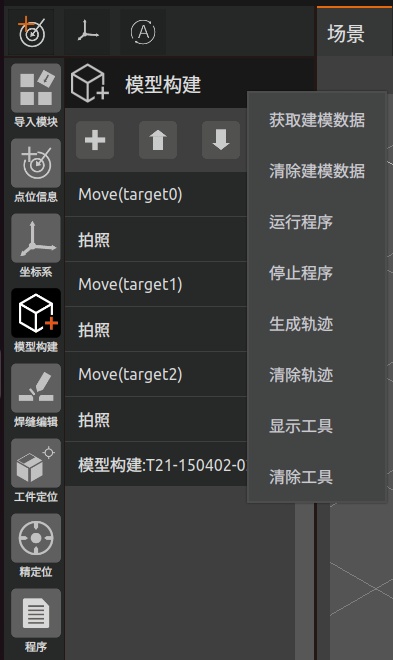 A
场景
导入模块
点位信息
坐标系
模型构建
焊缝编辑
工件定位
精定位
程序
模型构建
Move(target0)
拍照
Move(target1)
拍照
Move(target2)
拍照
模型构建:T21-150402-0
获取建模数据
清除建模数据
运行程序
停止程序
生成轨迹
清除轨迹
显示工具
清除工具